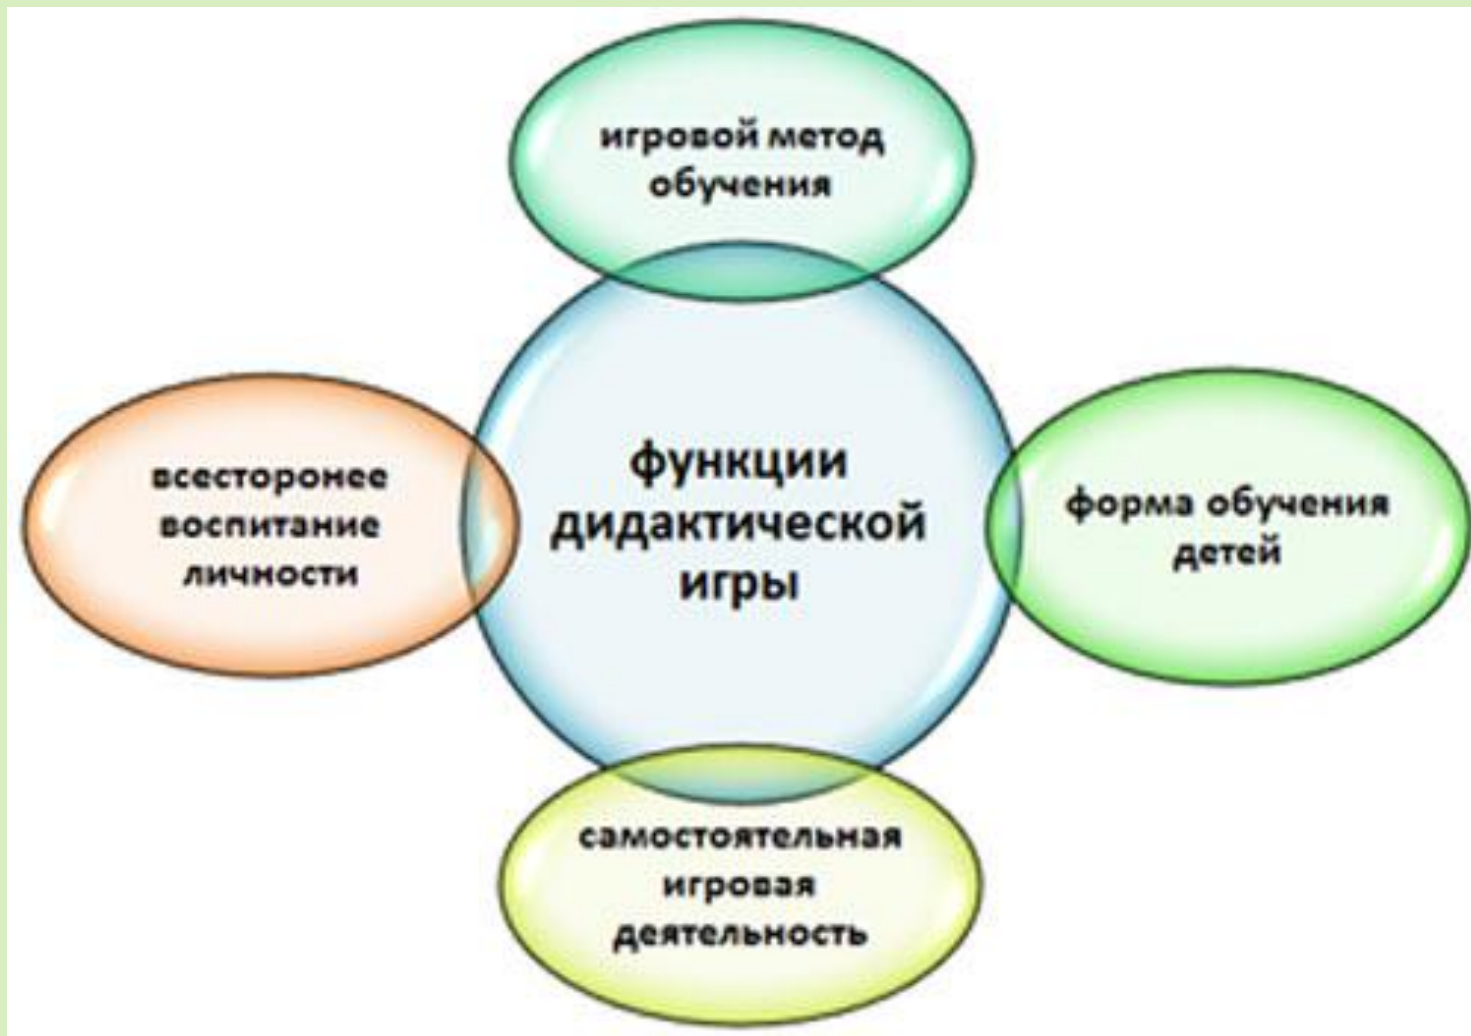 игровой метод
обучения
всесторонее
воспитание
личности
функции
дидактической
игры
форма обучения
детей
самостоятельная
игровая
деятельность